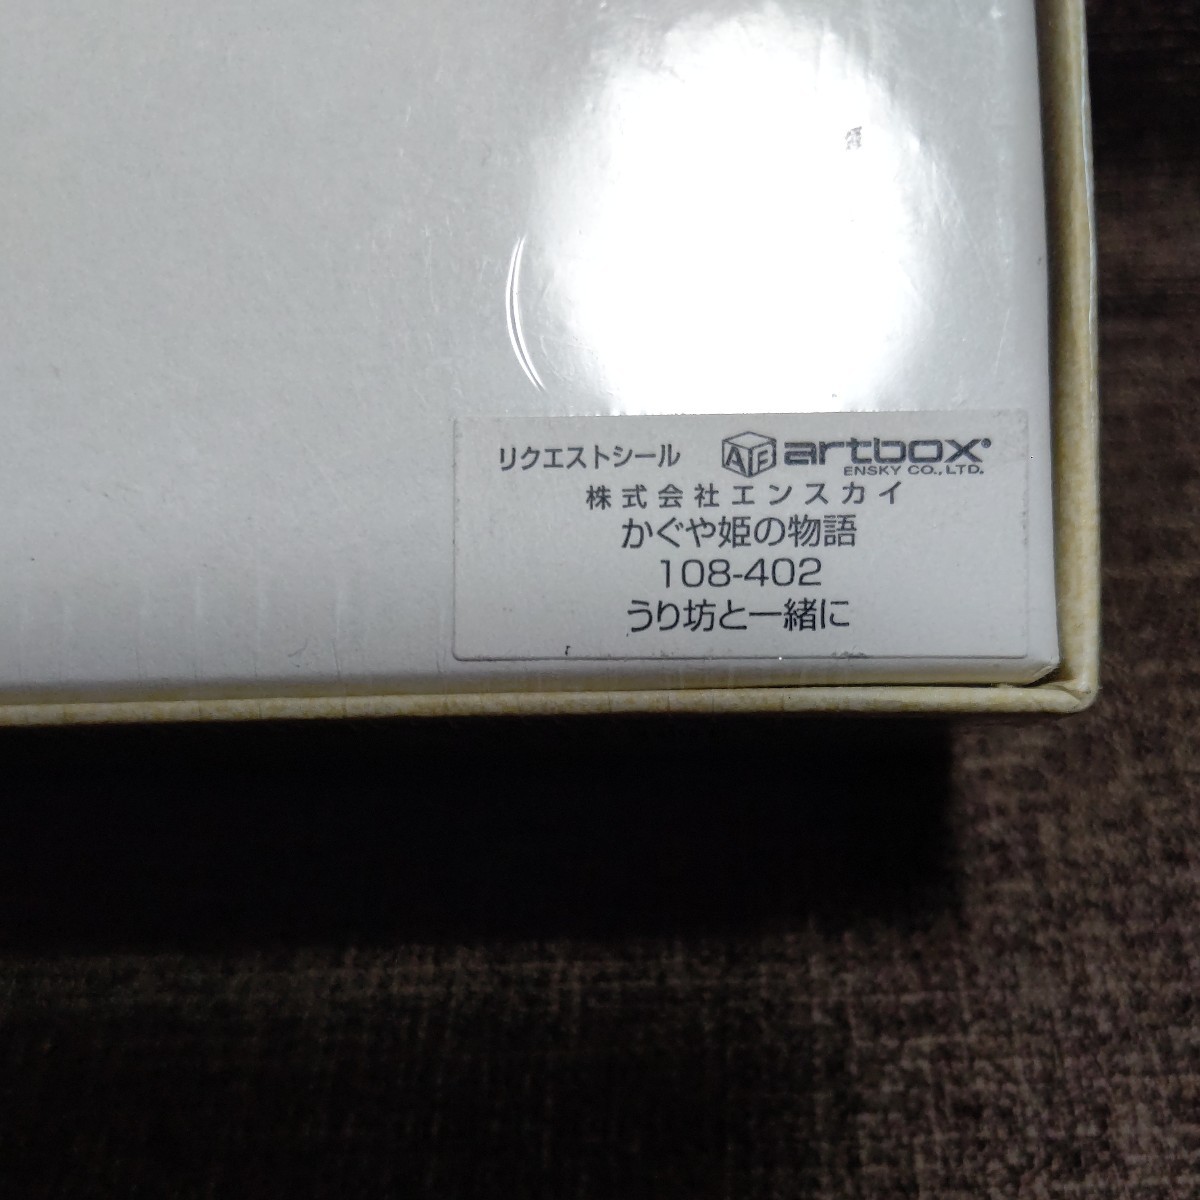 リクエストシール AB artbox®
ENSKY CO., LTD.
株式会社エンスカイ
かぐや姫の物語
108-402
うり坊と一緒に